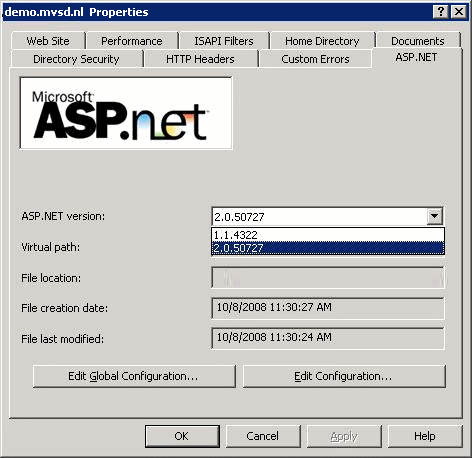 demo.mvsd.nl Properties
Web Site Performance ISAPI Filters Home Directory Documents
Directory Security HTTP Headers Custom Errors ASP.NET
Microsoft
ASP.net
ASP.NET version: 2.0.50727
1.1.4322
Virtual path: 2.0.50727
File location:
File creation date: 10/8/2008 11:30:27 AM
File last modified: 10/8/2008 11:30:24 AM
Edit Global Configuration... Edit Configuration...
OK Cancel Apply Help